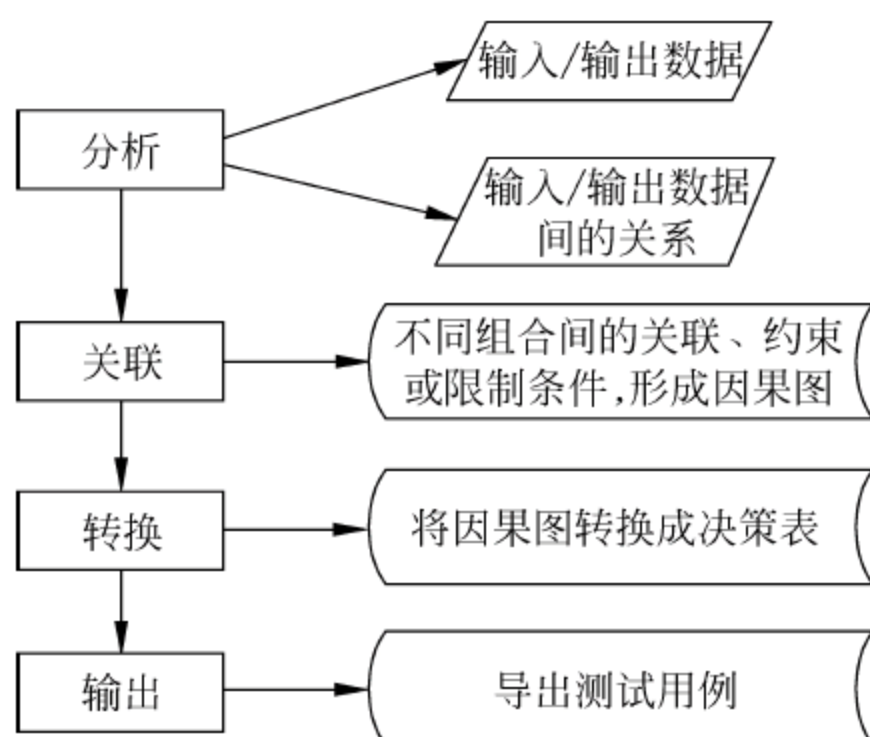 输入/输出数据
分析
输入/输出数据
间的关系
关联
不同组合间的关联、约束
或限制条件,形成因果图
转换
将因果图转换成决策表
输出
导出测试用例